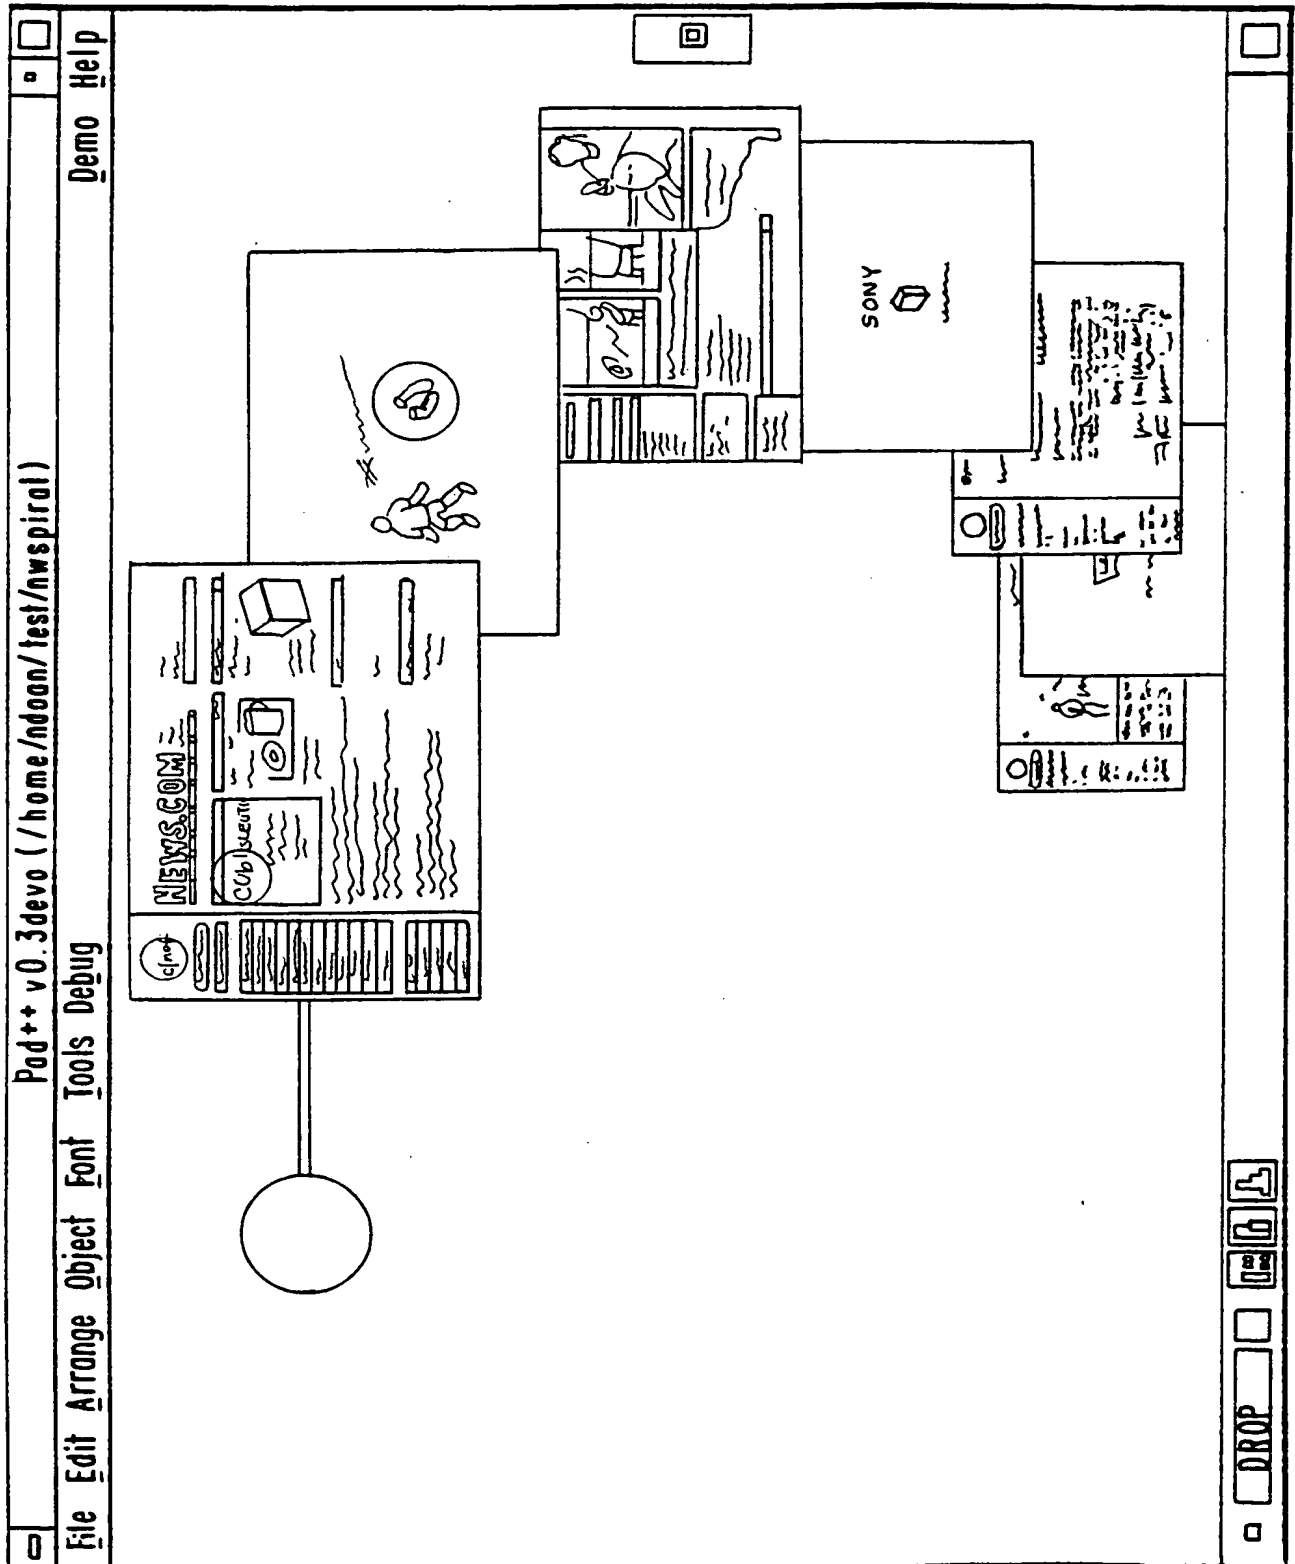 Pad++ v0.3devo (/home/ndoan/test/nwspiral)
File Edit Arrange Object Font Tools Debug Demo Help
NEWS.COM
SONY
DROP